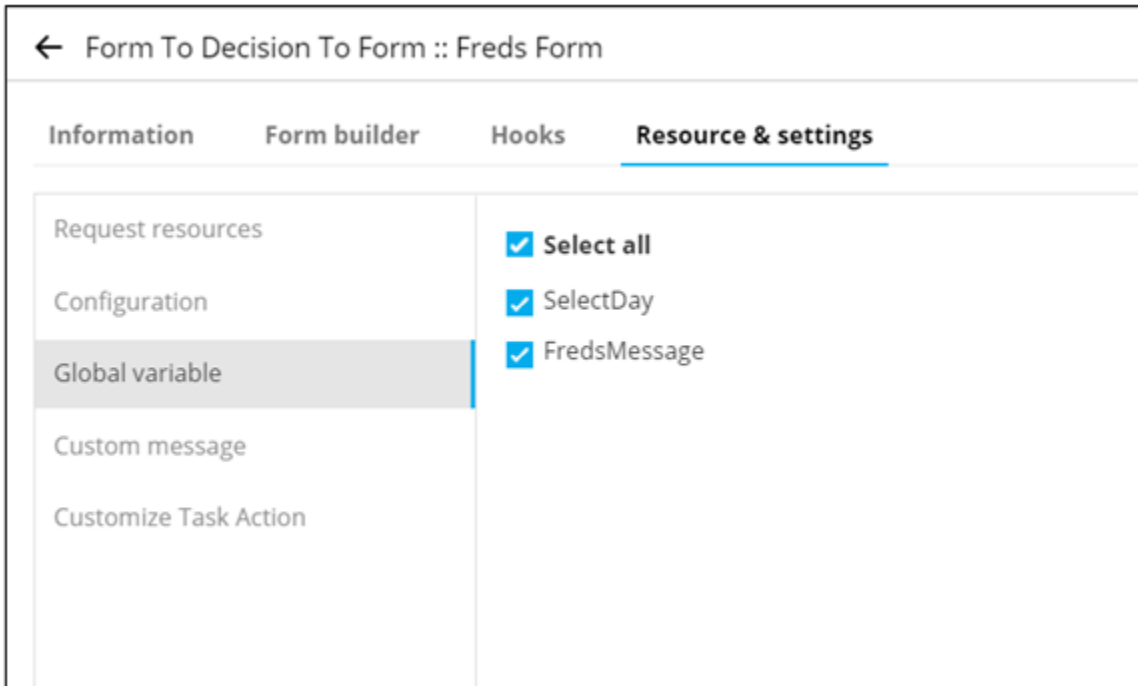 Form To Decision To Form :: Freds Form
Information Form builder Hooks Resource & settings
Request resources
Configuration
Global variable
Custom message
Customize Task Action
Select all
SelectDay
FredsMessage